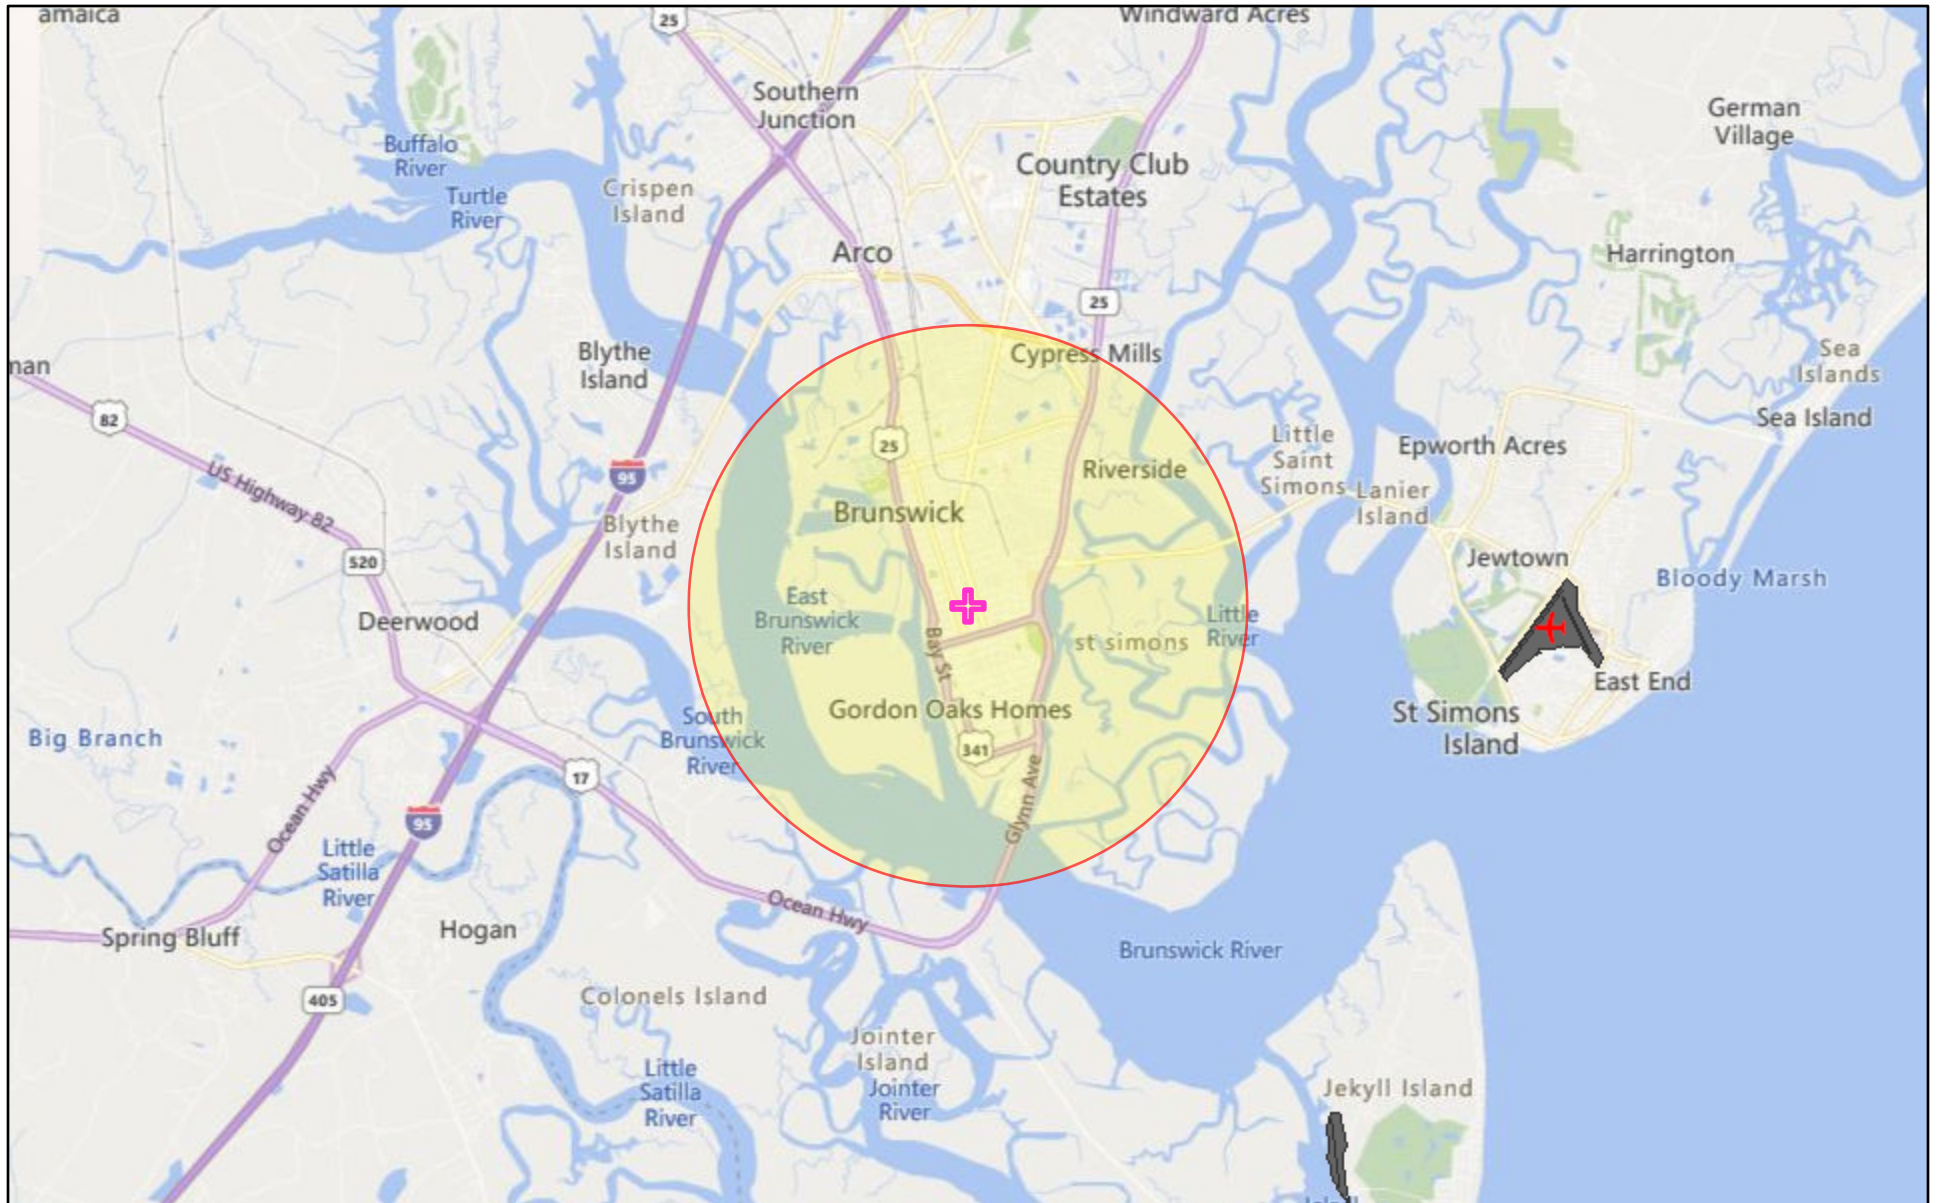 amaica
25
Windward Acres
Southern
Junction
German
Village
Buffalo
River
Country Club
Estates
Turtle
River
Crispen
Island
Arco
Harrington
25
Blythe
Island
Cypress Mills
Sea
Islands
nan
82
25
Sea Island
Little
Saint
Simons
Epworth Acres
US Highway 82
95
Riverside
Lanier
Island
Brunswick
Blythe
Island
520
Jewtown
Bloody Marsh
Deerwood
East
Brunswick
River
Bay St
st simons
Little
River
East End
Gordon Oaks Homes
St Simons
Island
South
Brunswick
River
Big Branch
341
17
Ocean Hwy
95
Glynn Ave
Little
Satilla
River
Ocean Hwy
Spring Bluff
Hogan
Brunswick River
405
Colonels Island
Jointer
Island
Jointer
River
Little
Satilla
River
Jekyll Island